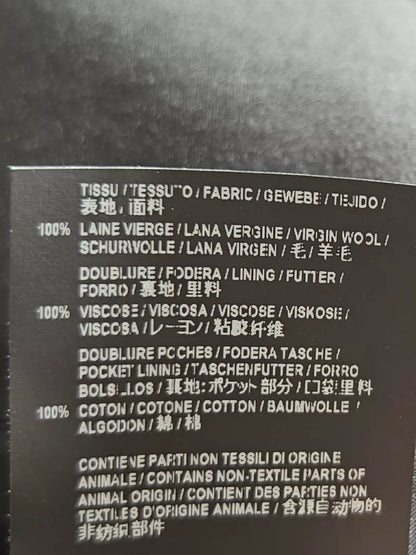 TISSU / TESSUTO / FABRIC / GEWEBE / TEJIDO /
表地 / 面料
100% LAINE VIERGE / LANA VERGINE / VIRGIN WOOL /
SCHURWOLLE / LANA VIRGEN / 毛 / 羊毛
DOUBLURE / FODERA / LINING / FUTTER /
FORRO / 裏地 / 里料
100% VISCOSE / VISCOSA / VISCOSE / VISKOSE /
VISCOSA / レーヨン / 粘胶纤维
DOUBLURE POCHES / FODERA TASCHE /
POCKET LINING / TASCHENFUTTER / FORRO
BOLSILLOS / 裏地:ポケット部分 / 口袋里料
100% COTON / COTONE / COTTON / BAUMWOLLE /
ALGODON / 綿 / 棉
CONTIENE PARTI NON TESSILI DI ORIGINE
ANIMALE / CONTAINS NON-TEXTILE PARTS OF
ANIMAL ORIGIN / CONTIENT DES PARTIES NON
TEXTILES D'ORIGINE ANIMALE / 含源自动物的
非纺织部件